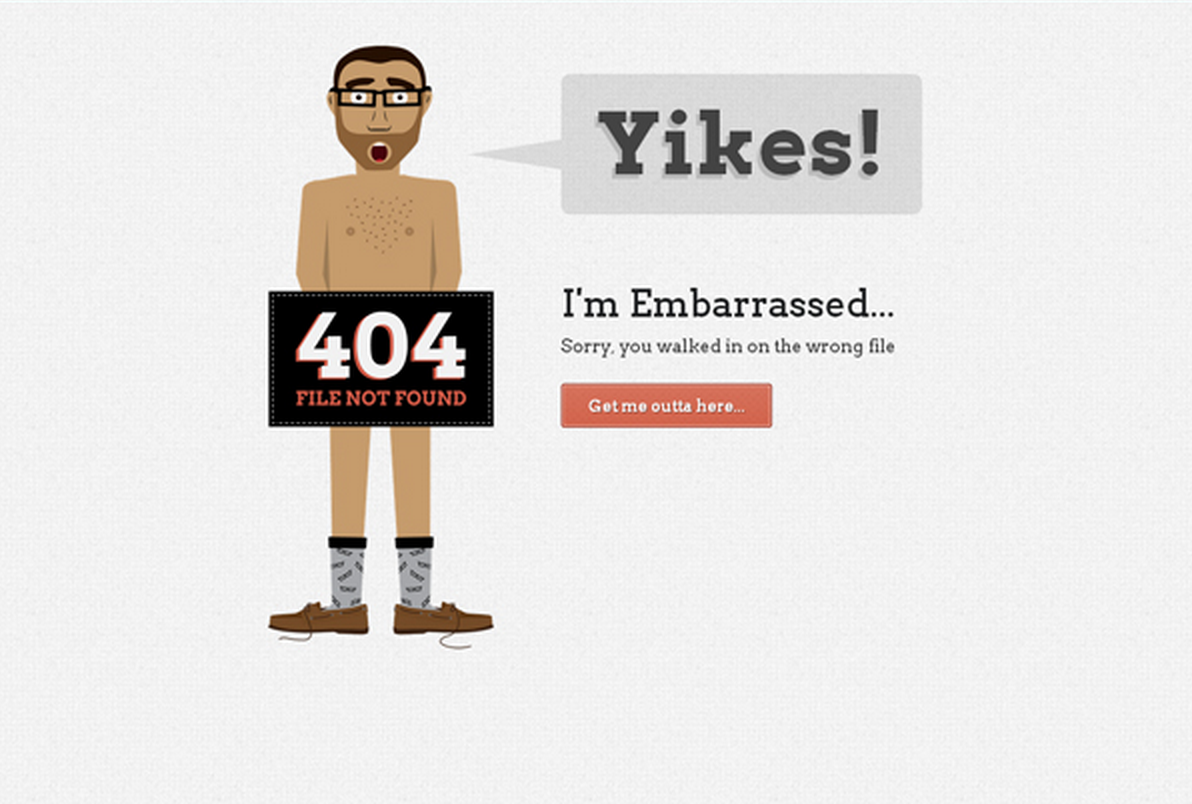 Yikes!
404
FILE NOT FOUND
I'm Embarrassed...
Sorry, you walked in on the wrong file
Get me outta here...